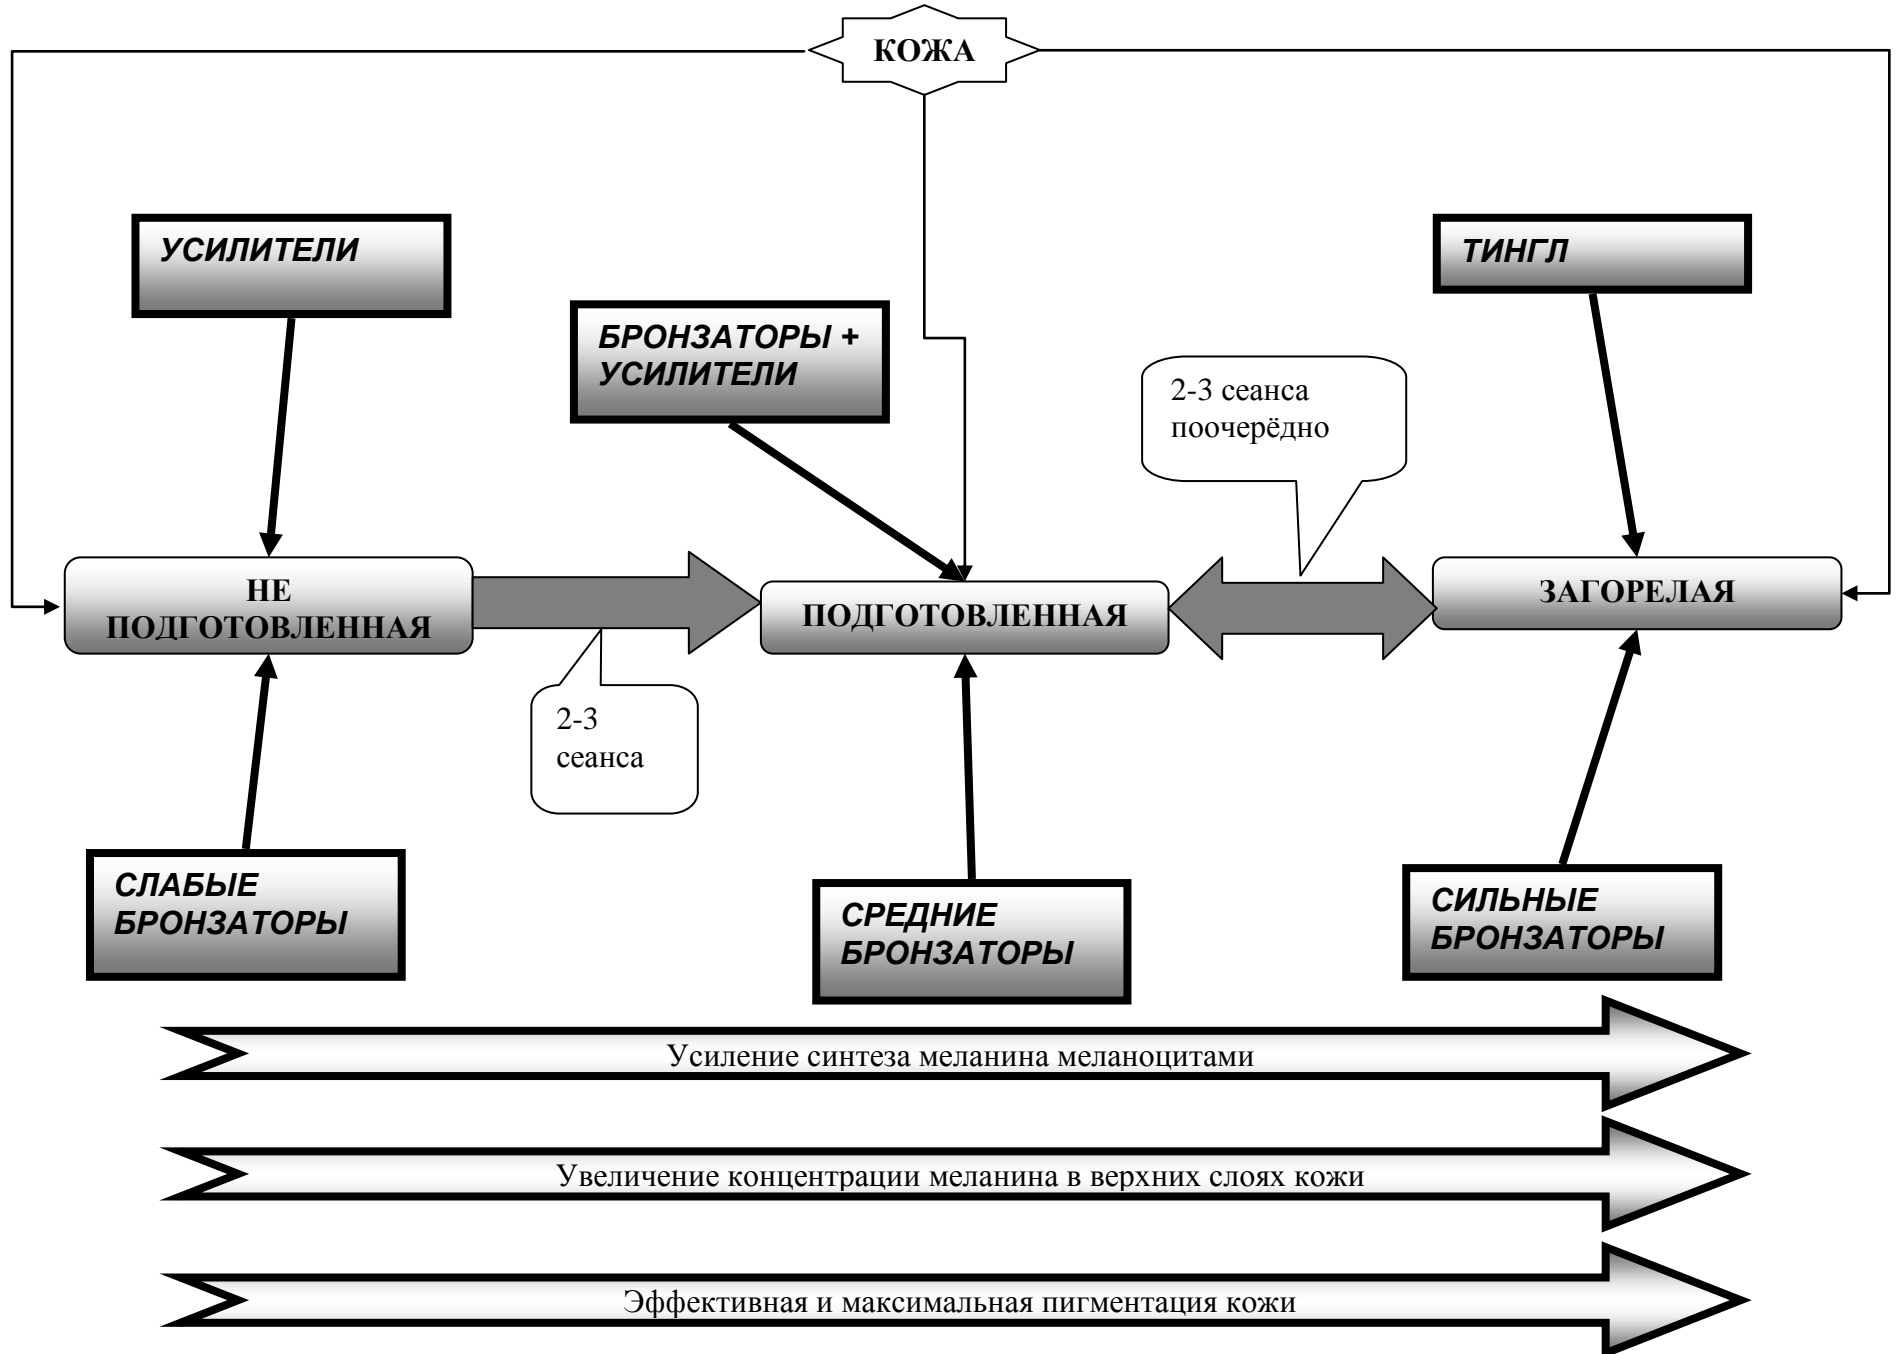 КОЖА
УСИЛИТЕЛИ
ТИНГЛ
БРОНЗАТОРЫ +
УСИЛИТЕЛИ
2-3 сеанса
поочерёдно
НЕ
ПОДГОТОВЛЕННАЯ
ПОДГОТОВЛЕННАЯ
ЗАГОРЕЛАЯ
2-3
сеанса
СЛАБЫЕ
БРОНЗАТОРЫ
СРЕДНИЕ
БРОНЗАТОРЫ
СИЛЬНЫЕ
БРОНЗАТОРЫ
Усиление синтеза меланина меланоцитами
Увеличение концентрации меланина в верхних слоях кожи
Эффективная и максимальная пигментация кожи